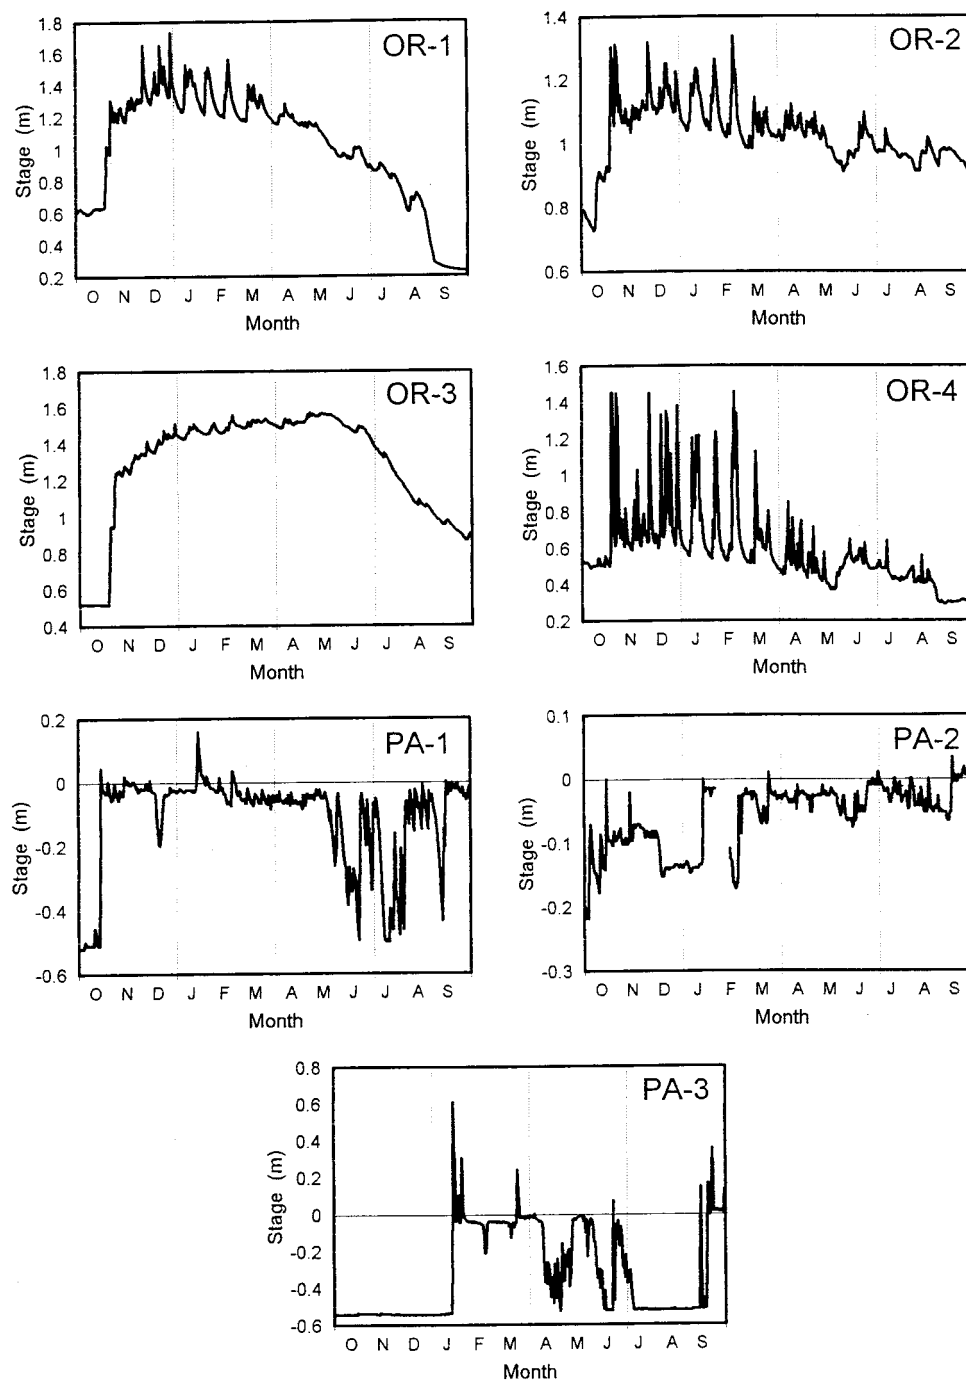 OR-1
Stage (m)
1.8
1.6
1.4
1.2
1
0.8
0.6
0.4
0.2
O N D J F M A M J J A S
Month
OR-2
Stage (m)
1.4
1.2
1
0.8
0.6
O N D J F M A M J J A S
Month
OR-3
Stage (m)
1.8
1.6
1.4
1.2
1
0.8
0.6
0.4
O N D J F M A M J J A S
Month
OR-4
Stage (m)
1.6
1.4
1.2
1
0.8
0.6
0.4
0.2
O N D J F M A M J J A S
Month
PA-1
Stage (m)
0.2
0
-0.2
-0.4
-0.6
O N D J F M A M J J A S
Month
PA-2
Stage (m)
0.1
0
-0.1
-0.2
-0.3
O N D J F M A M J J A S
Month
PA-3
Stage (m)
0.8
0.6
0.4
0.2
0
-0.2
-0.4
-0.6
O N D J F M A M J J A S
Month